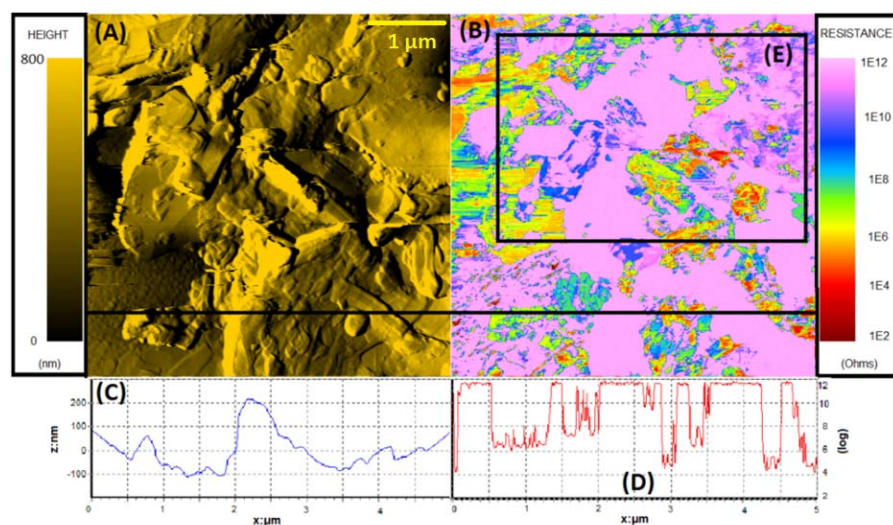 HEIGHT
800
0
(nm)
(A)
1 µm
(B)
(E)
RESISTANCE
1E12
1E10
1E8
1E6
1E4
1E2
(Ohms)
(C)
z:nm
200
100
0
-100
0 1 2 3 4
x:µm
(D)
0 1 2 3 4 5
x:µm
12
10
8
6
4
2
(log)